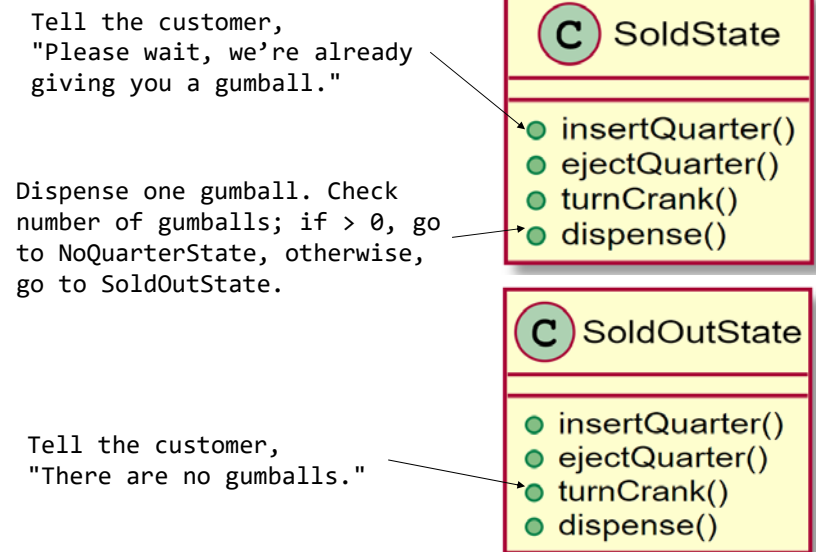 Tell the customer,
"Please wait, we’re already
giving you a gumball."
C SoldState
insertQuarter()
ejectQuarter()
turnCrank()
dispense()
Dispense one gumball. Check
number of gumballs; if > 0, go
to NoQuarterState, otherwise,
go to SoldOutState.
C SoldOutState
insertQuarter()
ejectQuarter()
turnCrank()
dispense()
Tell the customer,
"There are no gumballs."